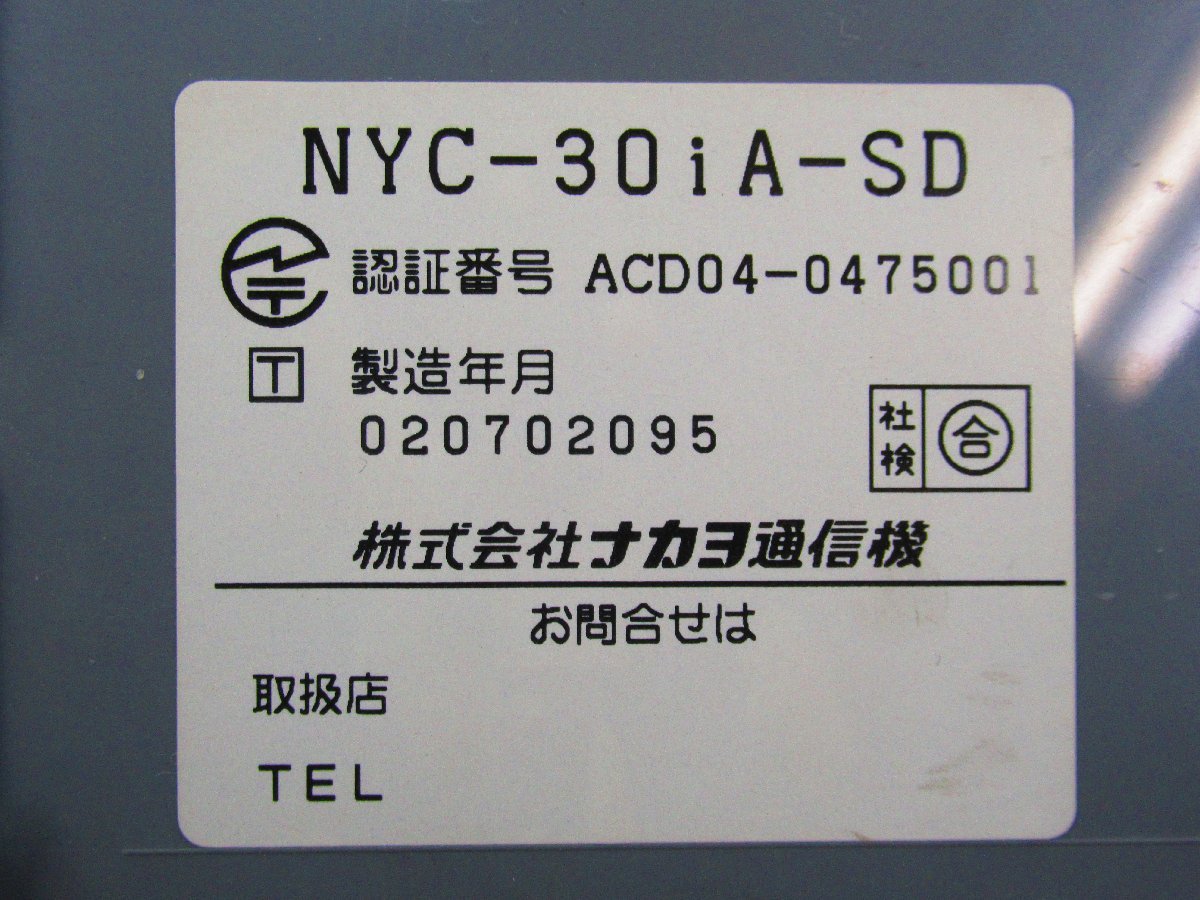 NYC-30iA-SD
認証番号 ACD04-0475001
T 製造年月
020702095
社検 合
株式会社ナカヨ通信機
お問合せは
取扱店
TEL